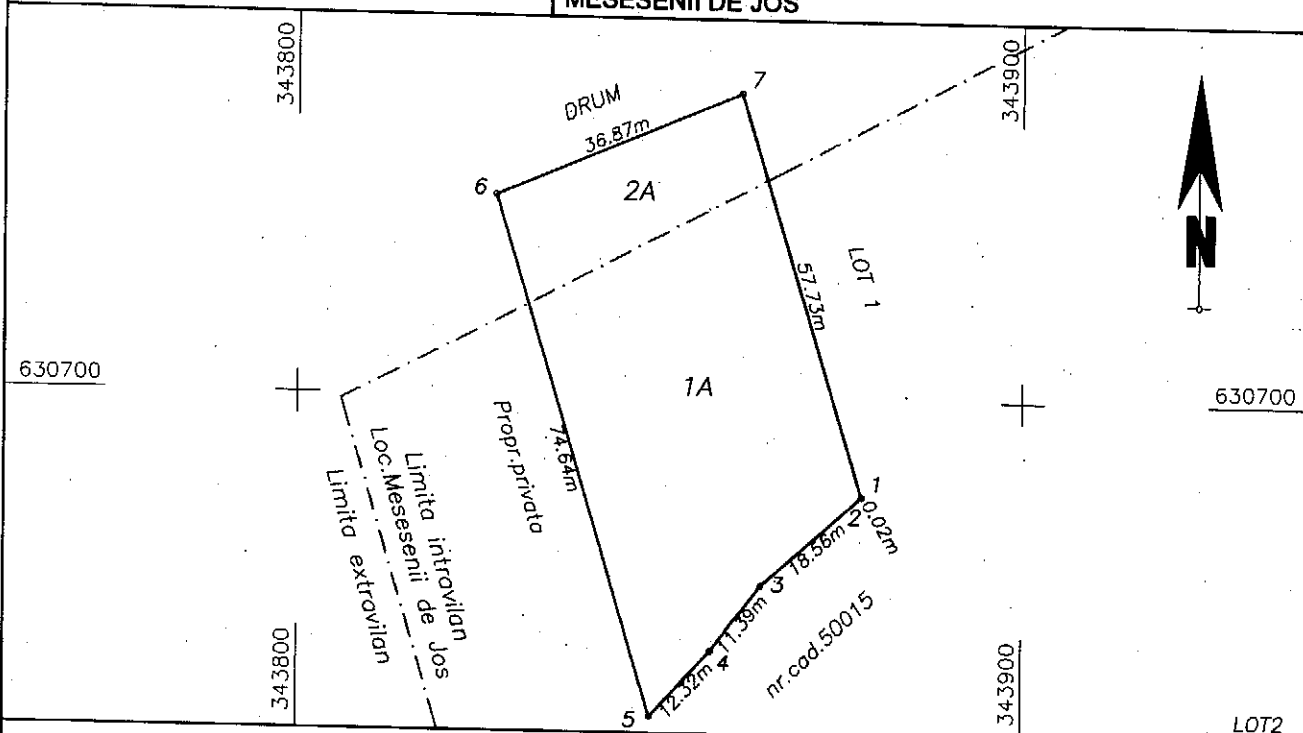 MESESENII DE JOS
343800
343900
DRUM
36.87m
7
6
2A
N
LOT 1
57.73m
630700
630700
1A
Propr.privata
74.64m
Limita intravilan
Loc.Mesesenii de Jos
Limita extravilan
1
0.02m
2
18.56m
3
11.39m
4
12.32m
5
nr.cad.50015
343800
343900
LOT2